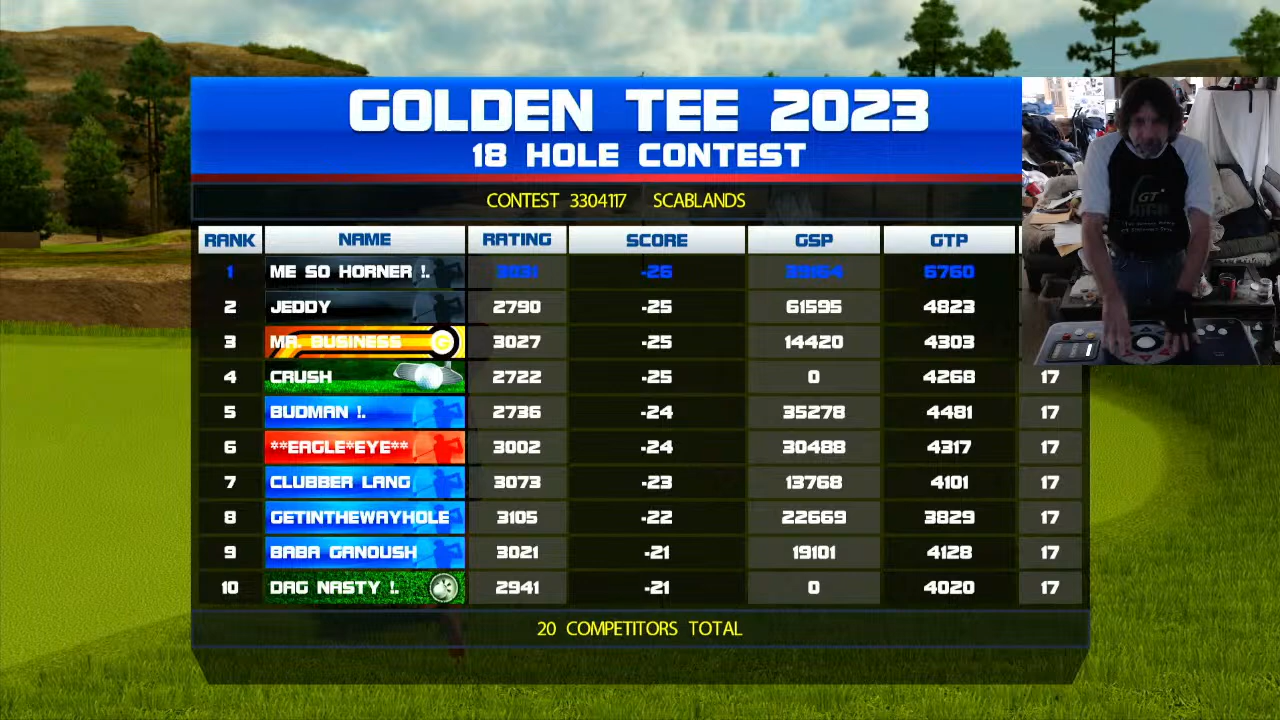 GOLDEN TEE 2023
18 HOLE CONTEST
CONTEST 3304117 SCABLANDS
RANK NAME RATING SCORE GSP GTP
1 ME SO HORNER !. 3031 -26 39164 5760
2 JEDDY 2790 -25 61595 4823
3 MR. BUSINESS 3027 -25 14420 4303
4 CRUSH 2722 -25 0 4268 17
5 BUDMAN !. 2736 -24 35278 4481 17
6 **EAGLE*EYE** 3002 -24 30488 4317 17
7 CLUBBER LANG 3073 -23 13768 4101 17
8 GETINTHEWAYHOLE 3105 -22 22669 3829 17
9 BABA GANOUSH 3021 -21 19101 4128 17
10 DAG NASTY !. 2941 -21 0 4020 17
20 COMPETITORS TOTAL
GT